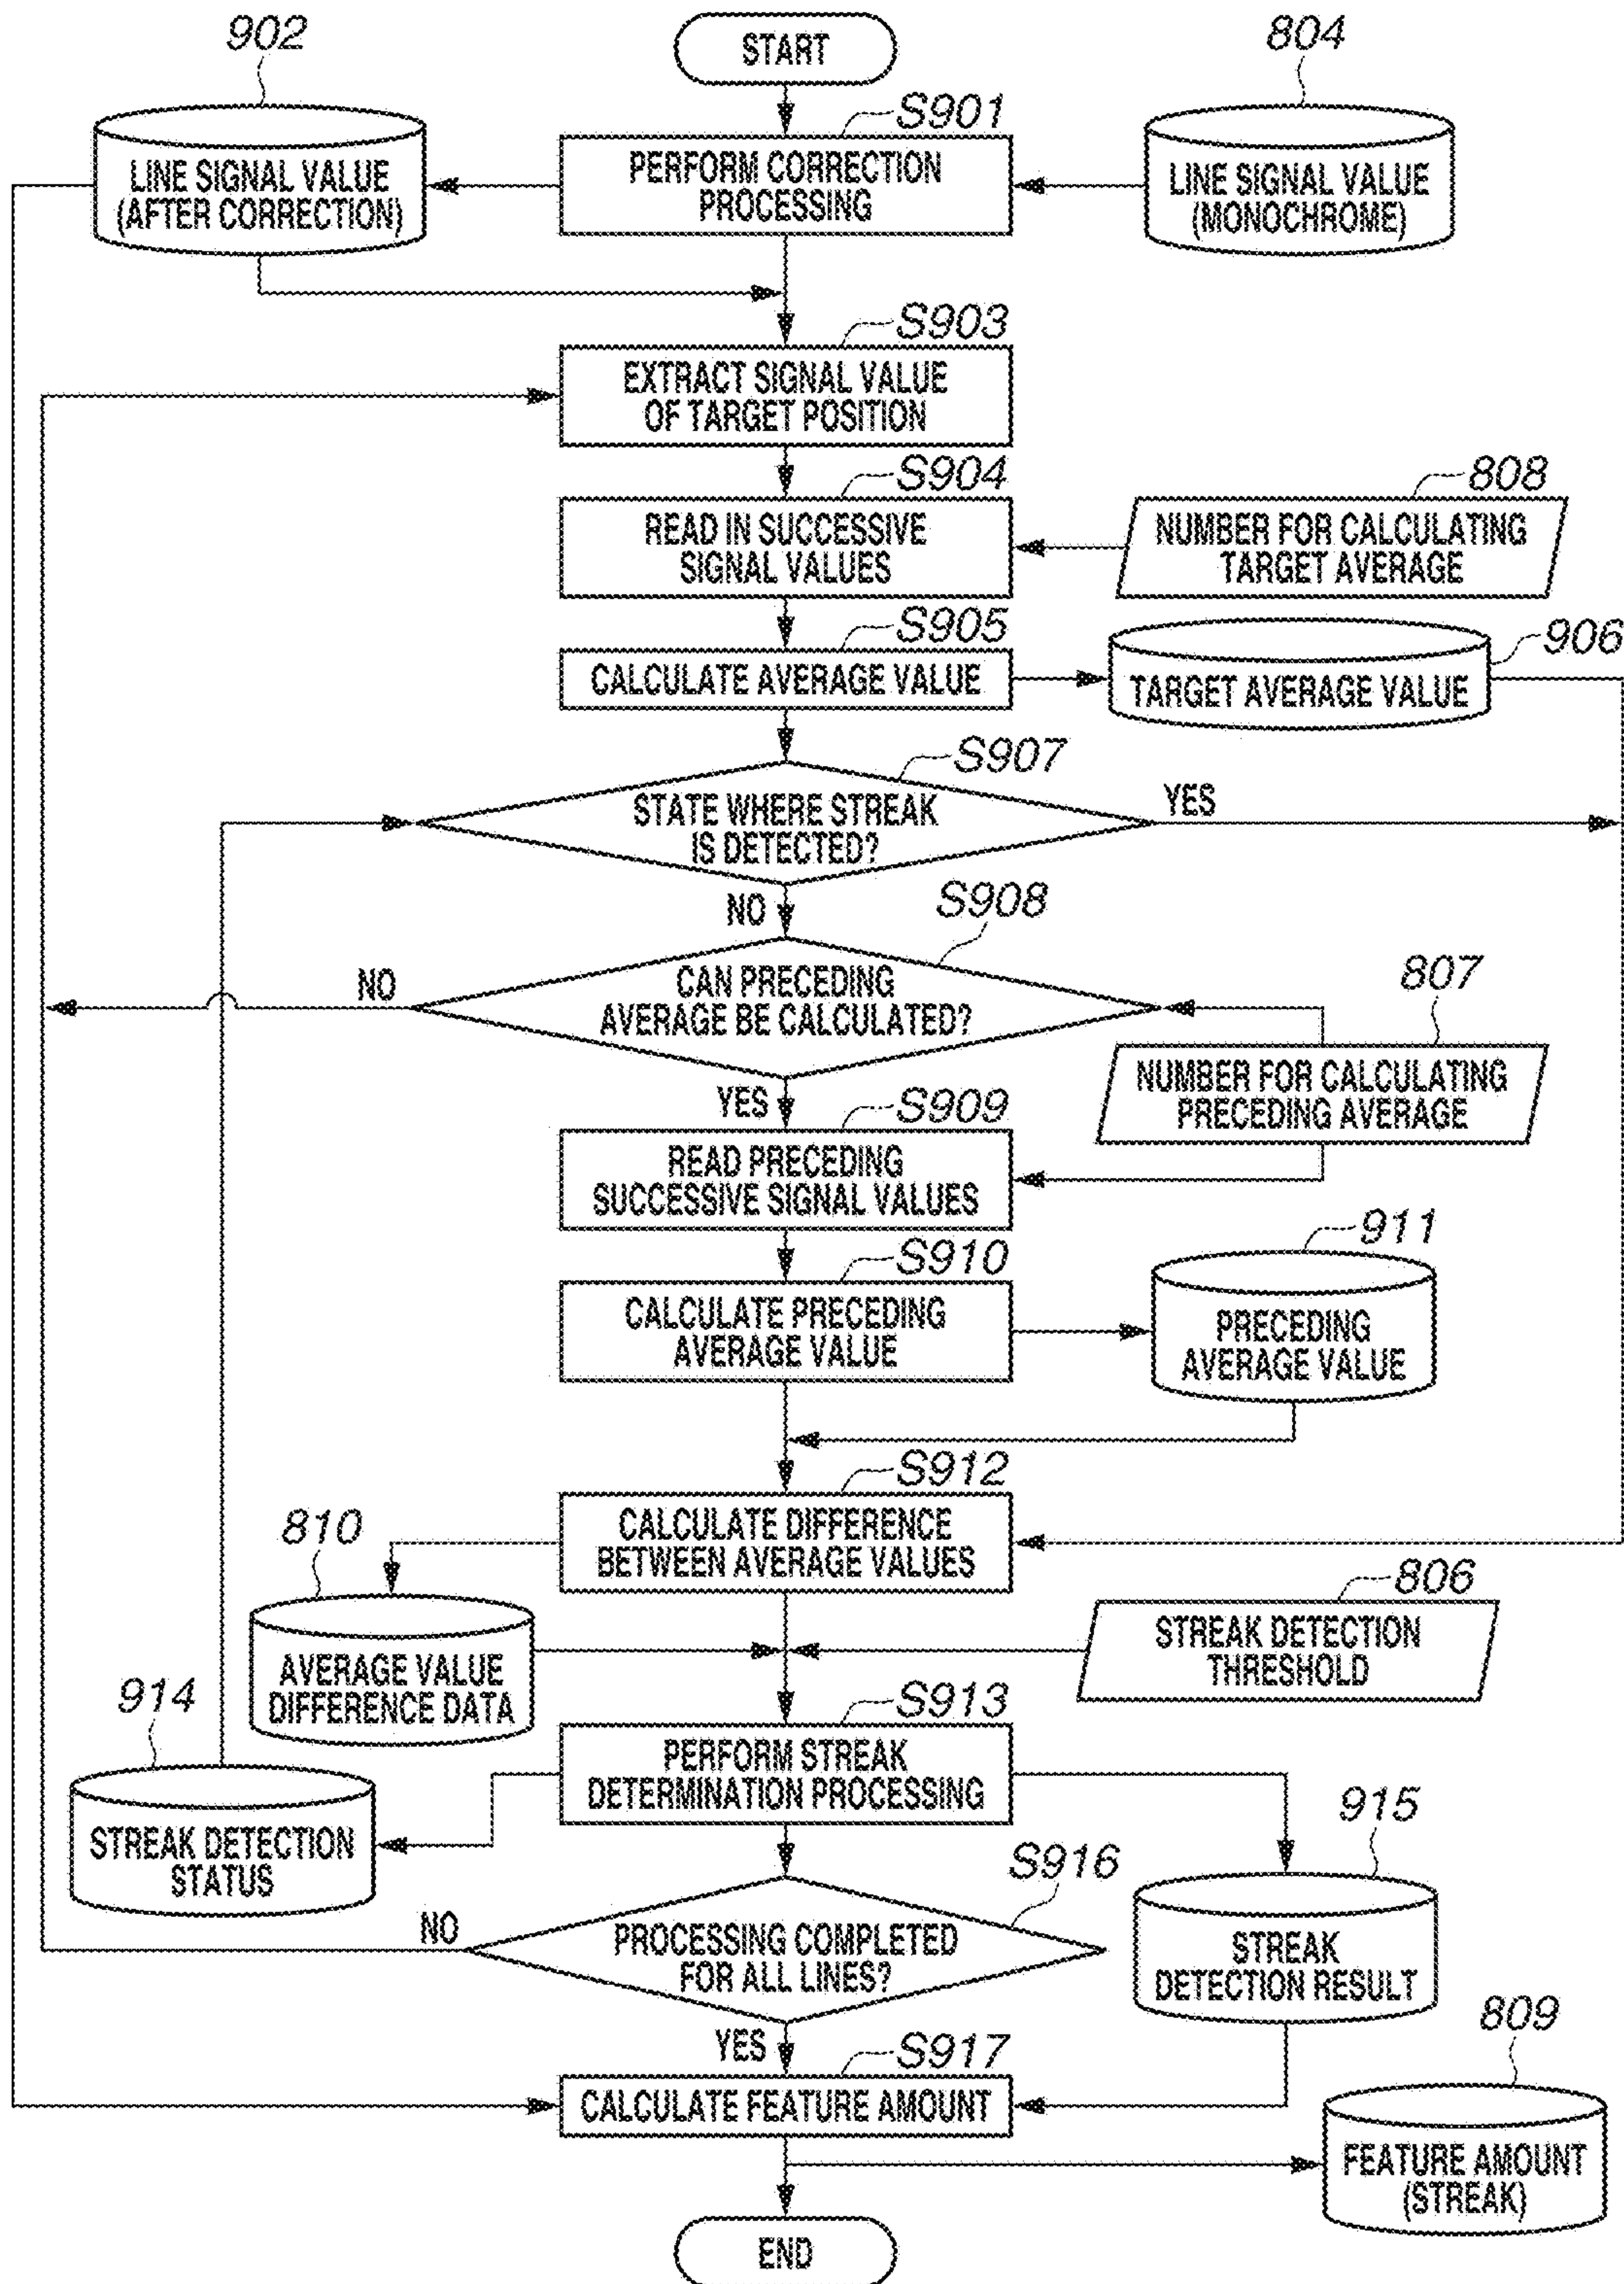 902
START
804
S901
LINE SIGNAL VALUE
(AFTER CORRECTION)
PERFORM CORRECTION
PROCESSING
LINE SIGNAL VALUE
(MONOCHROME)
S903
EXTRACT SIGNAL VALUE
OF TARGET POSITION
S904
808
READ IN SUCCESSIVE
SIGNAL VALUES
NUMBER FOR CALCULATING
TARGET AVERAGE
S905
906
CALCULATE AVERAGE VALUE
TARGET AVERAGE VALUE
S907
STATE WHERE STREAK
IS DETECTED?
YES
NO
S908
CAN PRECEDING
AVERAGE BE CALCULATED?
NO
807
YES
S909
NUMBER FOR CALCULATING
PRECEDING AVERAGE
READ PRECEDING
SUCCESSIVE SIGNAL VALUES
S910
911
CALCULATE PRECEDING
AVERAGE VALUE
PRECEDING
AVERAGE VALUE
S912
810
CALCULATE DIFFERENCE
BETWEEN AVERAGE VALUES
806
STREAK DETECTION
THRESHOLD
AVERAGE VALUE
DIFFERENCE DATA
914
S913
PERFORM STREAK
DETERMINATION PROCESSING
915
STREAK DETECTION
STATUS
S916
NO
PROCESSING COMPLETED
FOR ALL LINES?
STREAK
DETECTION RESULT
YES
S917
809
CALCULATE FEATURE AMOUNT
FEATURE AMOUNT
(STREAK)
END